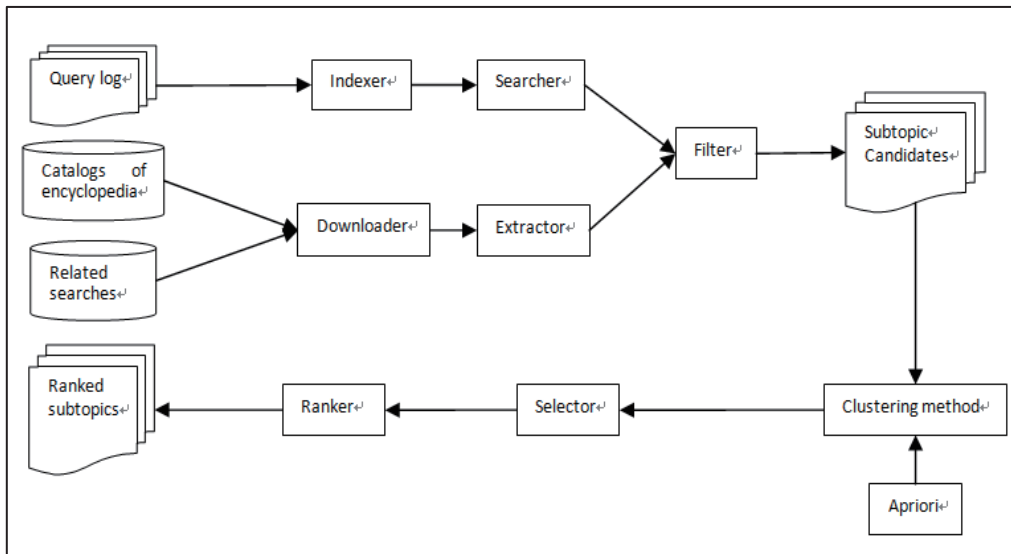 Query log↵
Indexer↵
Searcher↵
Filter↵
Subtopic
Candidates↵
Catalogs of
encyclopedia↵
Downloader↵
Extractor↵
Related
searches↵
Ranked
subtopics↵
Ranker↵
Selector↵
Clustering method↵
Apriori↵